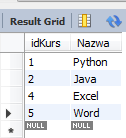 Result Grid
idKurs Nazwa
1 Python
2 Java
4 Excel
5 Word
NULL NULL